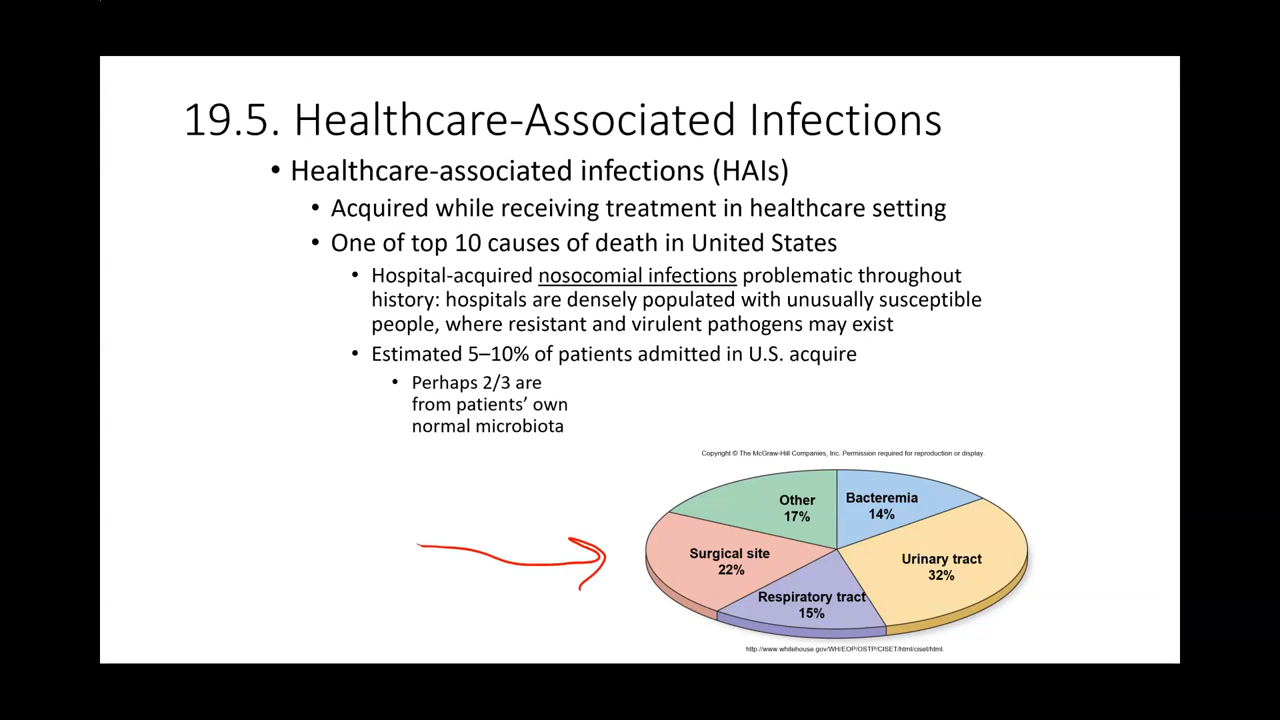 19.5. Healthcare-Associated Infections
• Healthcare-associated infections (HAIs)
• Acquired while receiving treatment in healthcare setting
• One of top 10 causes of death in United States
• Hospital-acquired nosocomial infections problematic throughout
history: hospitals are densely populated with unusually susceptible
people, where resistant and virulent pathogens may exist
• Estimated 5–10% of patients admitted in U.S. acquire
• Perhaps 2/3 are
from patients’ own
normal microbiota
Copyright © The McGraw-Hill Companies, Inc. Permission required for reproduction or display.
Other
17%
Bacteremia
14%
Surgical site
22%
Urinary tract
32%
Respiratory tract
15%
http://www.whitehouse.gov/WH/EOP/OSTP/CISET/html/ciset/html.